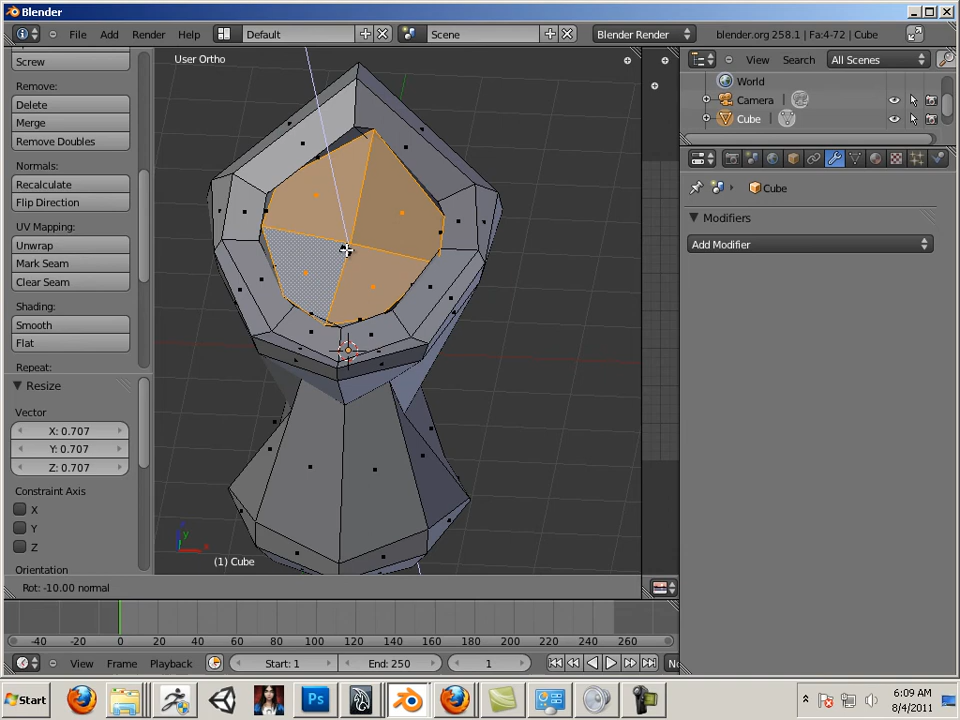 Blender
File Add Render Help Default Scene Blender Render blender.org 258.1 | Fa:4-72 | Cube
Screw
Remove:
Delete
Merge
Remove Doubles
Normals:
Recalculate
Flip Direction
UV Mapping:
Unwrap
Mark Seam
Clear Seam
Shading:
Smooth
Flat
Repeat:
Resize
Vector
X: 0.707
Y: 0.707
Z: 0.707
Constraint Axis
X
Y
Z
Orientation
User Ortho
y
x
(1) Cube
Rot: -10.00 normal
View Search All Scenes
World
Camera
Cube
Cube
Modifiers
Add Modifier
-40 -20 0 20 40 60 80 100 120 140 160 180 200 220 240 260
View Frame Playback Start: 1 End: 250 1 No
Start Ps 6:09 AM
8/4/2011